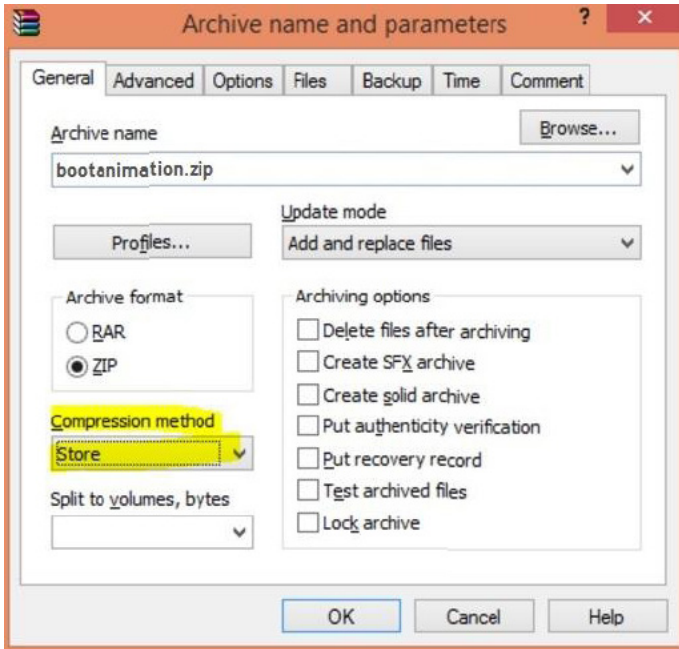 Archive name and parameters ? ×
General Advanced Options Files Backup Time Comment
Archive name
Browse...
bootanimation.zip
Update mode
Profiles...
Add and replace files
Archive format
RAR
ZIP
Compression method
Store
Split to volumes, bytes
Archiving options
Delete files after archiving
Create SFX archive
Create solid archive
Put authenticity verification
Put recovery record
Test archived files
Lock archive
OK Cancel Help